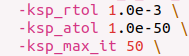 -ksp_rtol 1.0e-3 \
-ksp_atol 1.0e-50 \
-ksp_max_it 50 \